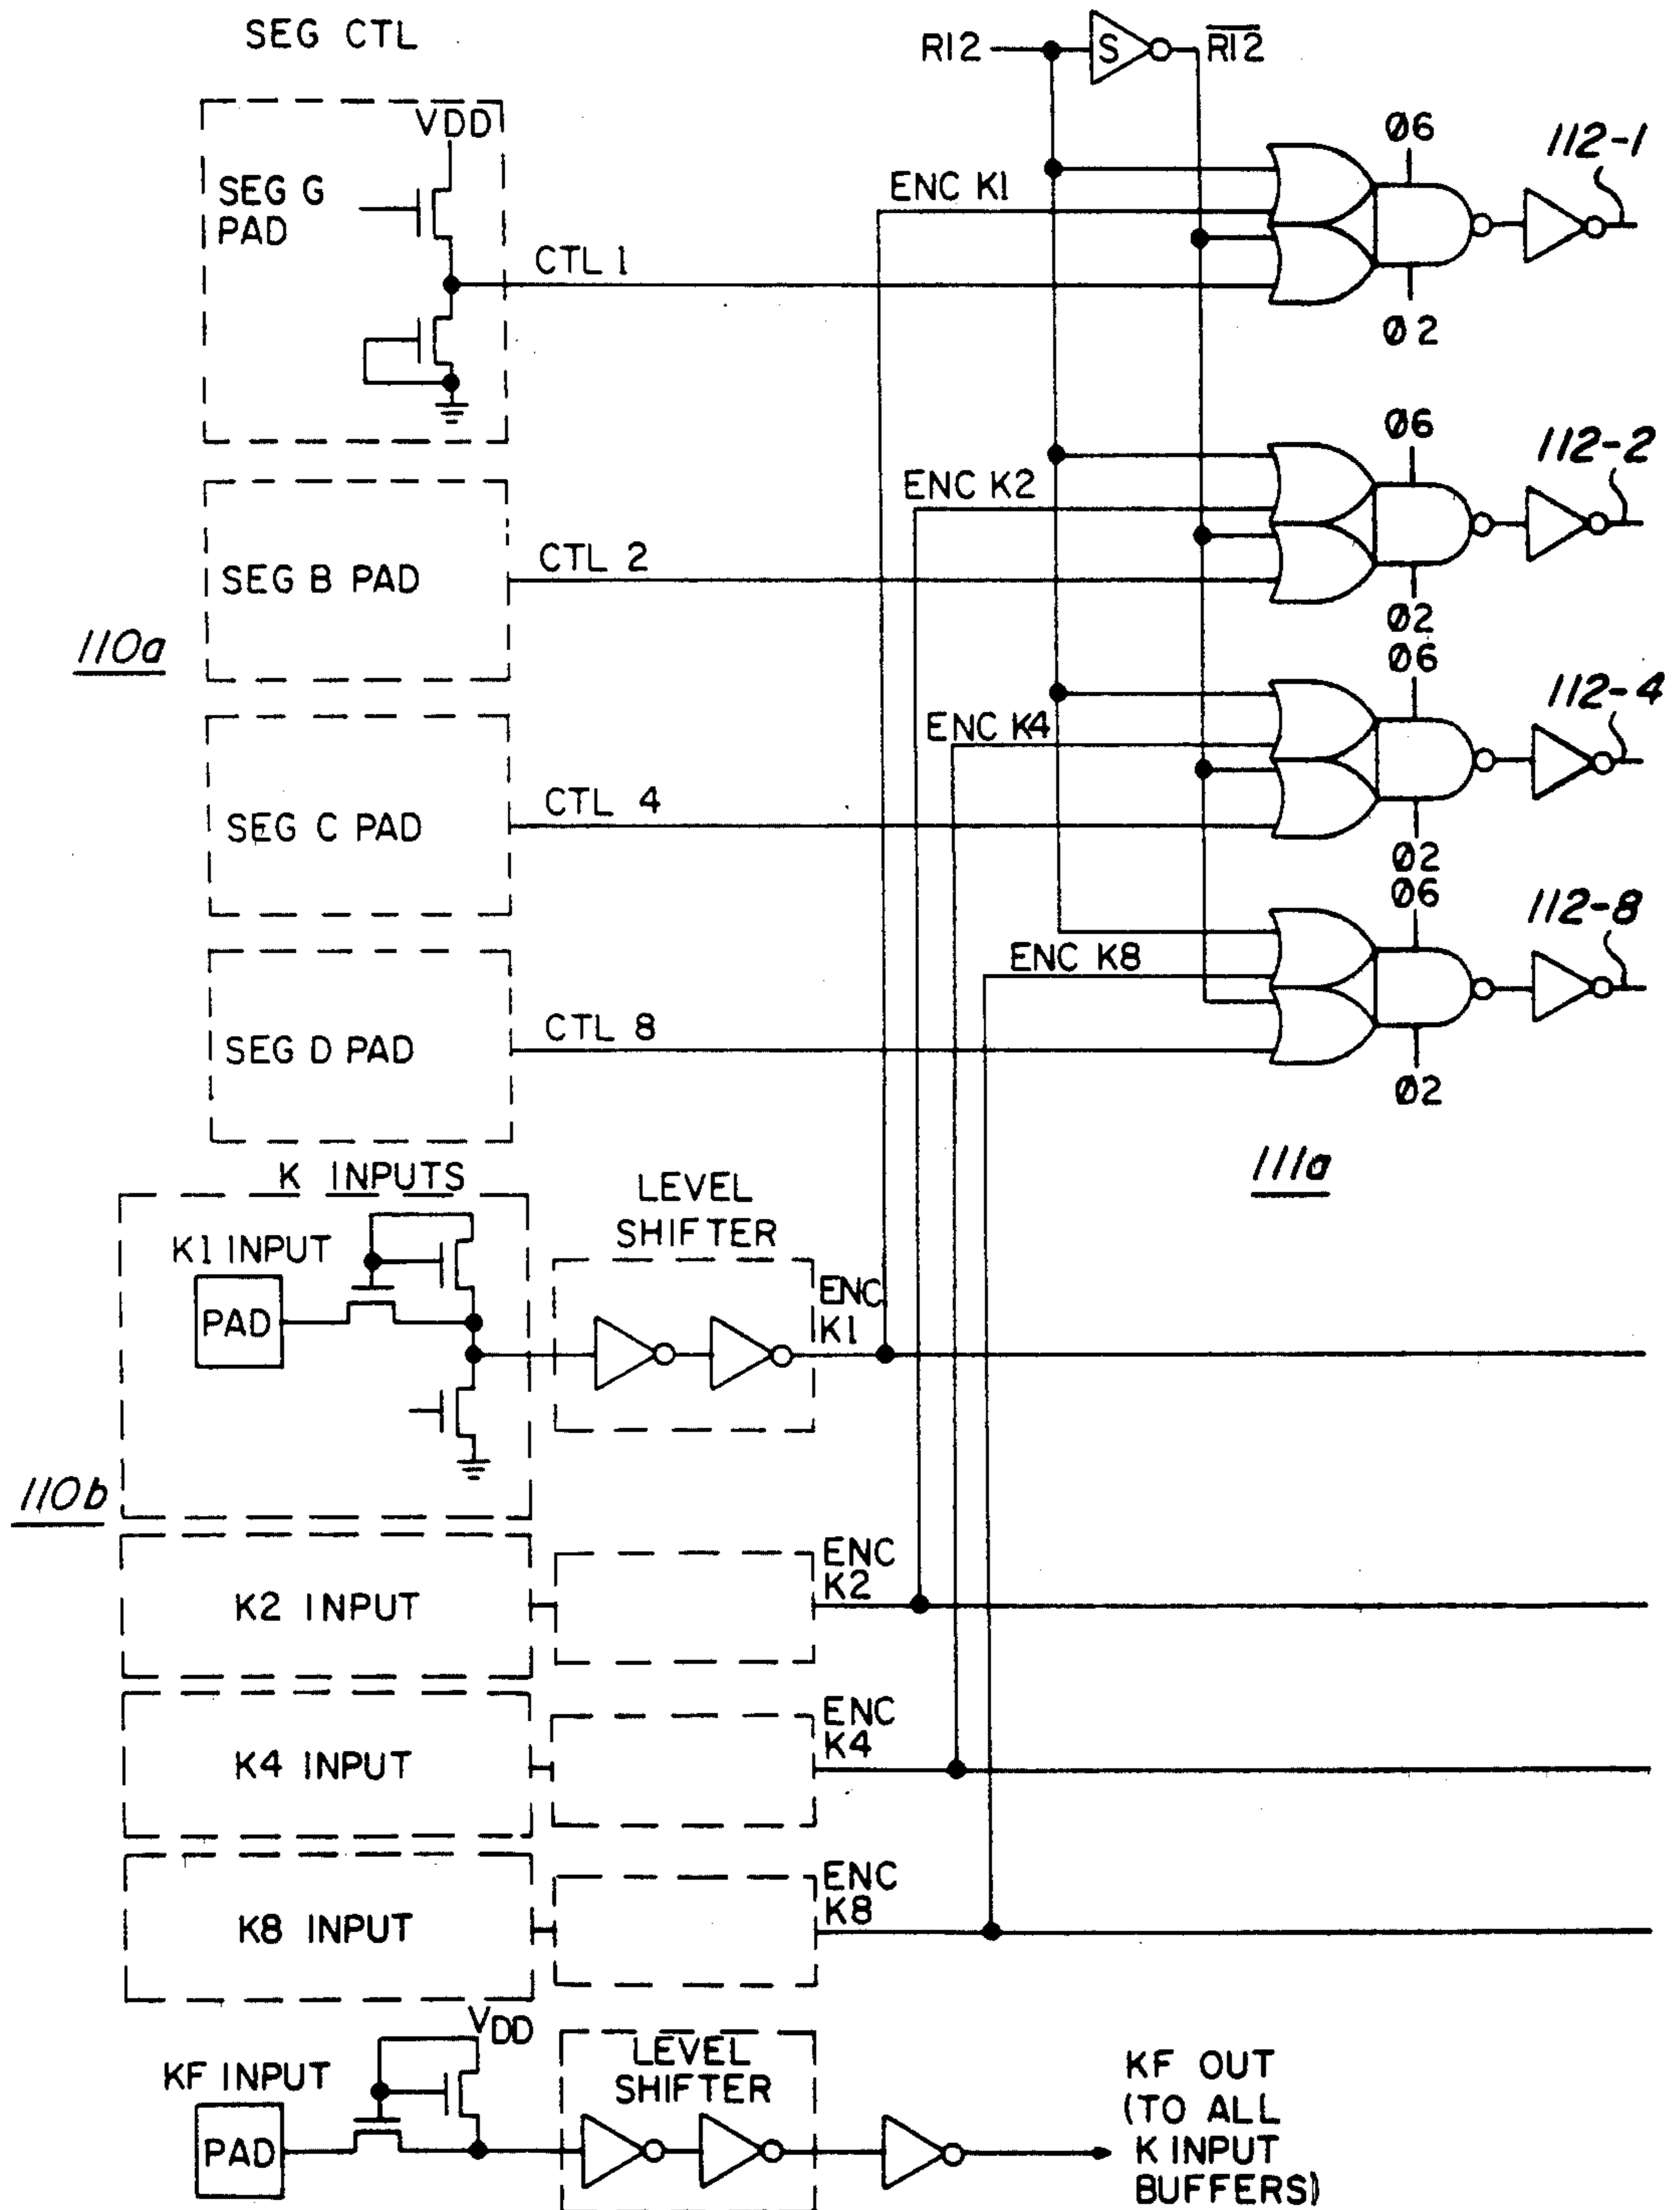 SEG CTL
R12
S
R12
VDD
SEG G
PAD
CTL 1
ENC K1
Ø6
112-1
Ø2
SEG B PAD
CTL 2
ENC K2
Ø6
112-2
Ø2
110a
SEG C PAD
CTL 4
ENC K4
Ø6
112-4
Ø2
SEG D PAD
CTL 8
ENC K8
Ø6
112-8
Ø2
111a
K INPUTS
K1 INPUT
PAD
LEVEL
SHIFTER
ENC
K1
110b
K2 INPUT
ENC
K2
K4 INPUT
ENC
K4
K8 INPUT
ENC
K8
VDD
KF INPUT
PAD
LEVEL
SHIFTER
KF OUT
(TO ALL
K INPUT
BUFFERS)